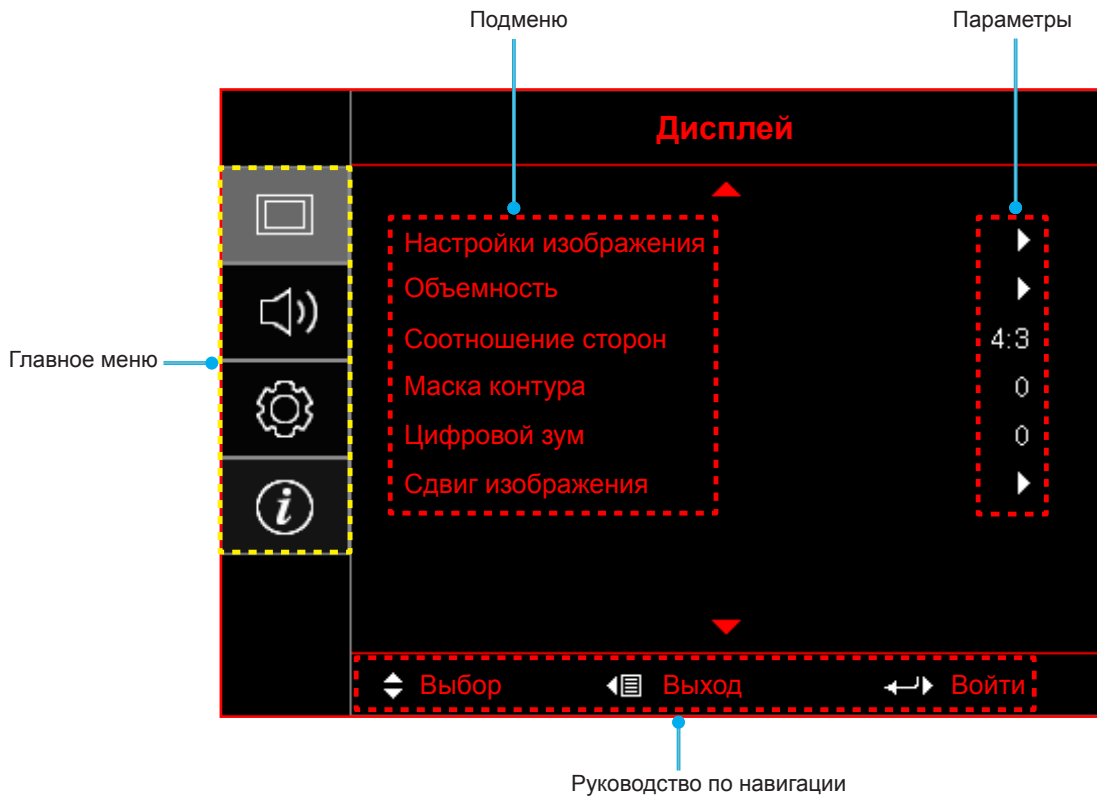 Подменю
Параметры
Дисплей
Настройки изображения
Объемность
Соотношение сторон 4:3
Маска контура 0
Цифровой зум 0
Сдвиг изображения
Главное меню
Выбор Выход Войти
Руководство по навигации